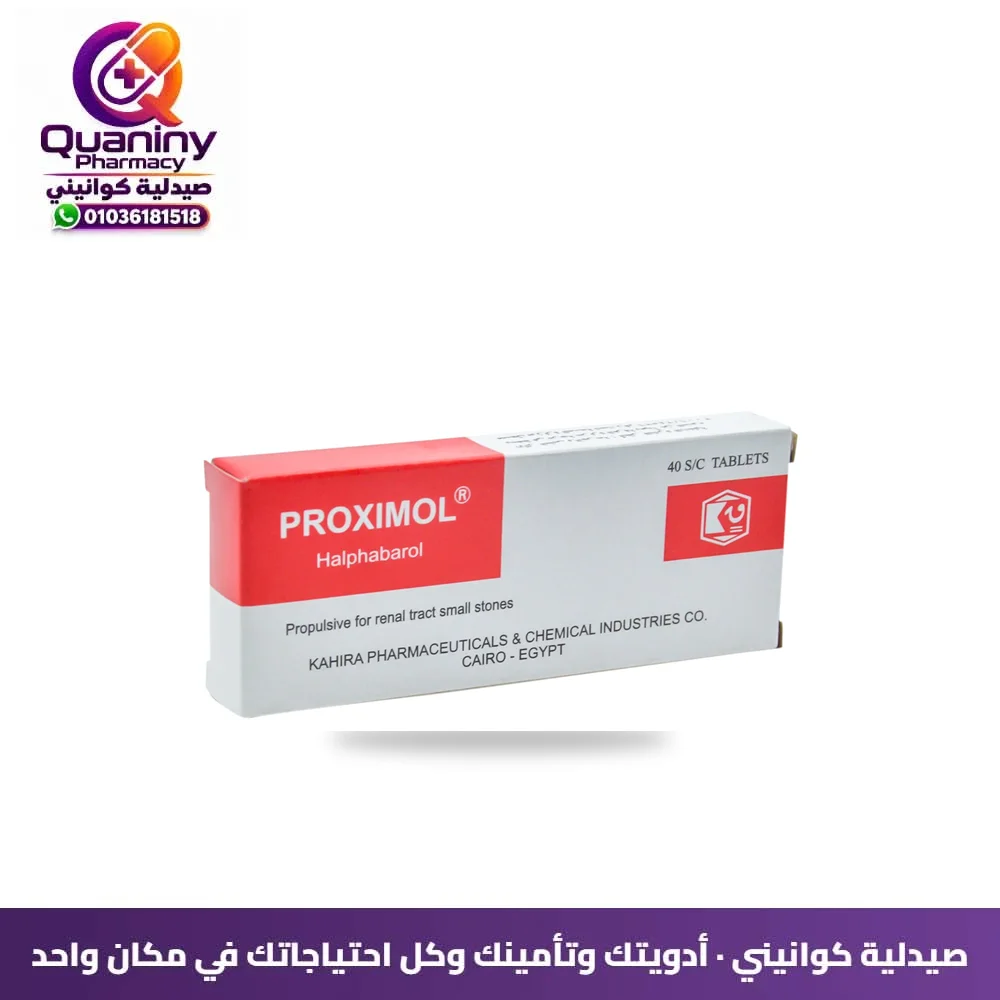 Quaniny
Pharmacy
صيدلية كوانيني
01036181518
40 S/C TABLETS
PROXIMOL®
Halphabarol
Propulsive for renal tract small stones
KAHIRA PHARMACEUTICALS & CHEMICAL INDUSTRIES CO.
CAIRO - EGYPT
صيدلية كوانيني · أدويتك وتأمينك وكل احتياجاتك في مكان واحد